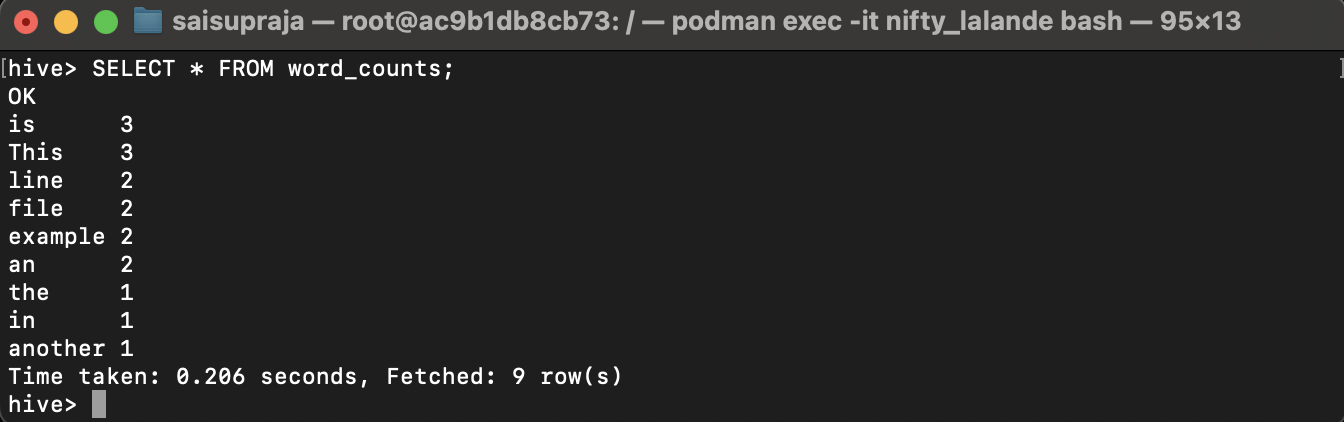 saisupraja — root@ac9b1db8cb73: / — podman exec -it nifty_lalande bash — 95×13
[hive> SELECT * FROM word_counts; ]
OK
is 3
This 3
line 2
file 2
example 2
an 2
the 1
in 1
another 1
Time taken: 0.206 seconds, Fetched: 9 row(s)
hive>